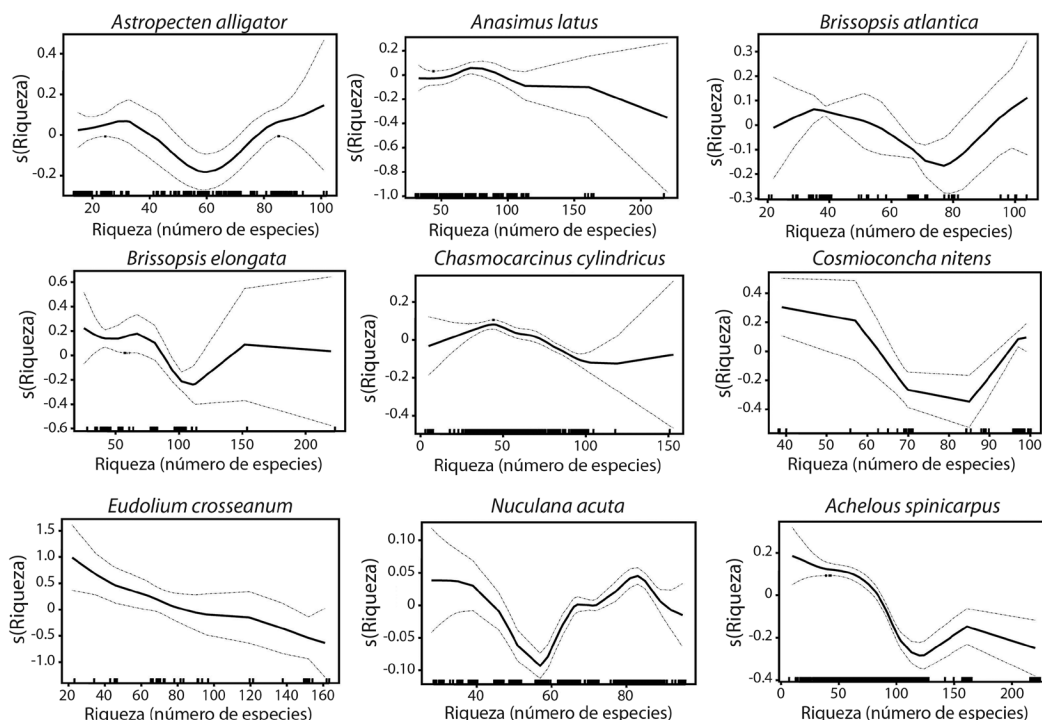 Astropecten alligator
s(Riqueza)
0.4
0.2
0
-0.2
20 40 60 80 100
Riqueza (número de especies)
Anasimus latus
s(Riqueza)
0.2
0
-0.2
-0.4
-0.6
-0.8
-1.0
50 100 150 200
Riqueza (número de especies)
Brissopsis atlantica
s(Riqueza)
0.3
0.2
0.1
0
-0.1
-0.3
20 40 60 80 100
Riqueza (número de especies)
Brissopsis elongata
s(Riqueza)
0.6
0.4
0.2
0
-0.2
-0.4
-0.6
50 100 150 200
Riqueza (número de especies)
Chasmocarcinus cylindricus
s(Riqueza)
0.2
0
-0.2
-0.4
0 50 100 150
Riqueza (número de especies)
Cosmioconcha nitens
s(Riqueza)
0.4
0.2
0
-0.2
-0.4
40 50 60 70 80 90 100
Riqueza (número de especies)
Eudolium crosseanum
s(Riqueza)
1.5
1.0
0.5
0
-0.5
-1.0
20 40 60 80 100 120 140 160
Riqueza (número de especies)
Nuculana acuta
s(Riqueza)
0.10
0.05
0
-0.05
-0.10
40 60 80
Riqueza (número de especies)
Achelous spinicarpus
s(Riqueza)
0.2
0
-0.2
-0.4
0 50 100 150 200
Riqueza (número de especies)